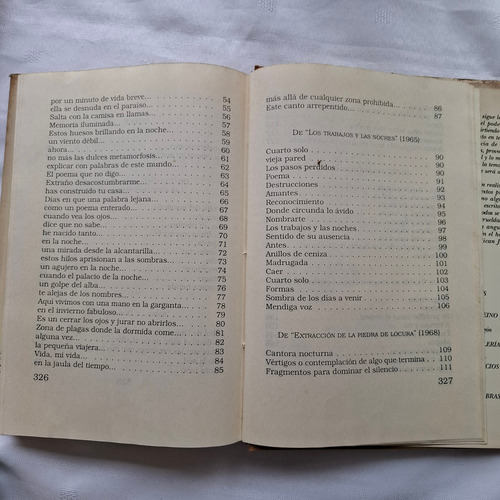 por un minuto de vida breve... 54
ella se desnuda en el paraíso... 55
Salta con la camisa en llamas... 56
Memoria iluminada... 57
Estos huesos brillando en la noche... 58
un viento débil... 59
ahora... 60
no más las dulces metamorfosis... 61
explicar con palabras de este mundo... 62
El poema que no digo... 63
Extraño desacostumbrarme... 64
has construido tu casa... 65
Días en que una palabra lejana... 66
como un poema enterado... 67
cuando vea los ojos... 68
dice que no sabe... 69
he nacido tanto... 70
en la noche... 71
una mirada desde la alcantarilla... 72
estos hilos aprisionan a las sombras... 73
un agujero en la noche... 74
cuando el palacio de la noche... 75
un golpe del alba... 76
te alejas de los nombres... 77
Aquí vivimos con una mano en la garganta... 78
en el invierno fabuloso... 79
Es un cerrar los ojos y jurar no abrirlos... 80
Zona de plagas donde la dormida come... 81
alguna vez... 82
la pequeña viajera... 83
Vida, mi vida... 84
en la jaula del tiempo... 85
326
más allá de cualquier zona prohibida... 86
Este canto arrepentido... 87
DE "LOS TRABAJOS Y LAS NOCHES" (1965)
Cuarto solo
vieja pared 90
Los pasos perdidos 90
Poema 90
Destrucciones 91
Amantes 92
Reconocimiento 93
Donde circunda lo ávido 94
Nombrarte 95
Los trabajos y las noches 96
Sentido de su ausencia 97
Antes 98
Anillos de ceniza 99
Madrugada 100
Caer 101
Cuarto solo 102
Formas 103
Sombra de los días a venir 104
Mendiga voz 105
106
DE "EXTRACCIÓN DE LA PIEDRA DE LOCURA" (1968)
Cantora nocturna 109
Vértigos o contemplación de algo que termina 110
Fragmentos para dominar el silencio 111
327